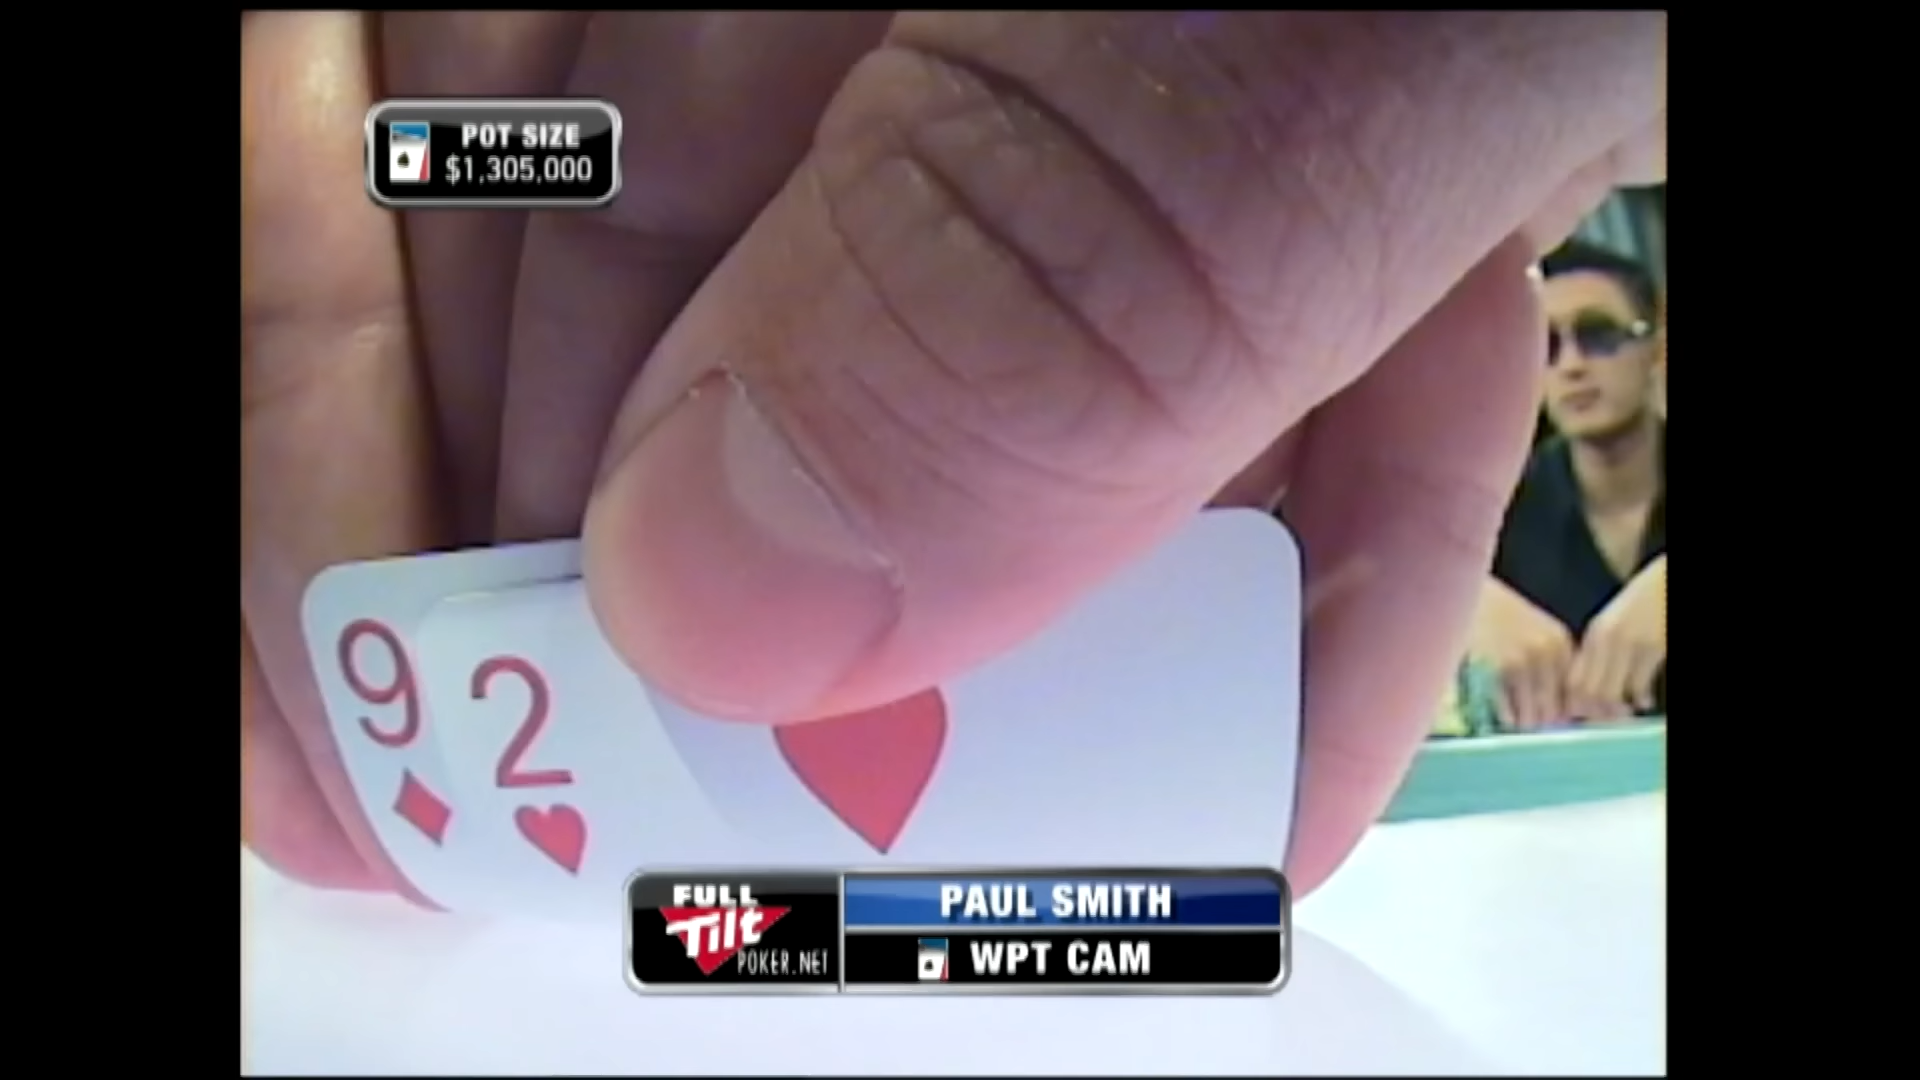 POT SIZE
$1,305,000
9
2
FULL
Tilt
POKER.NET
PAUL SMITH
WPT CAM